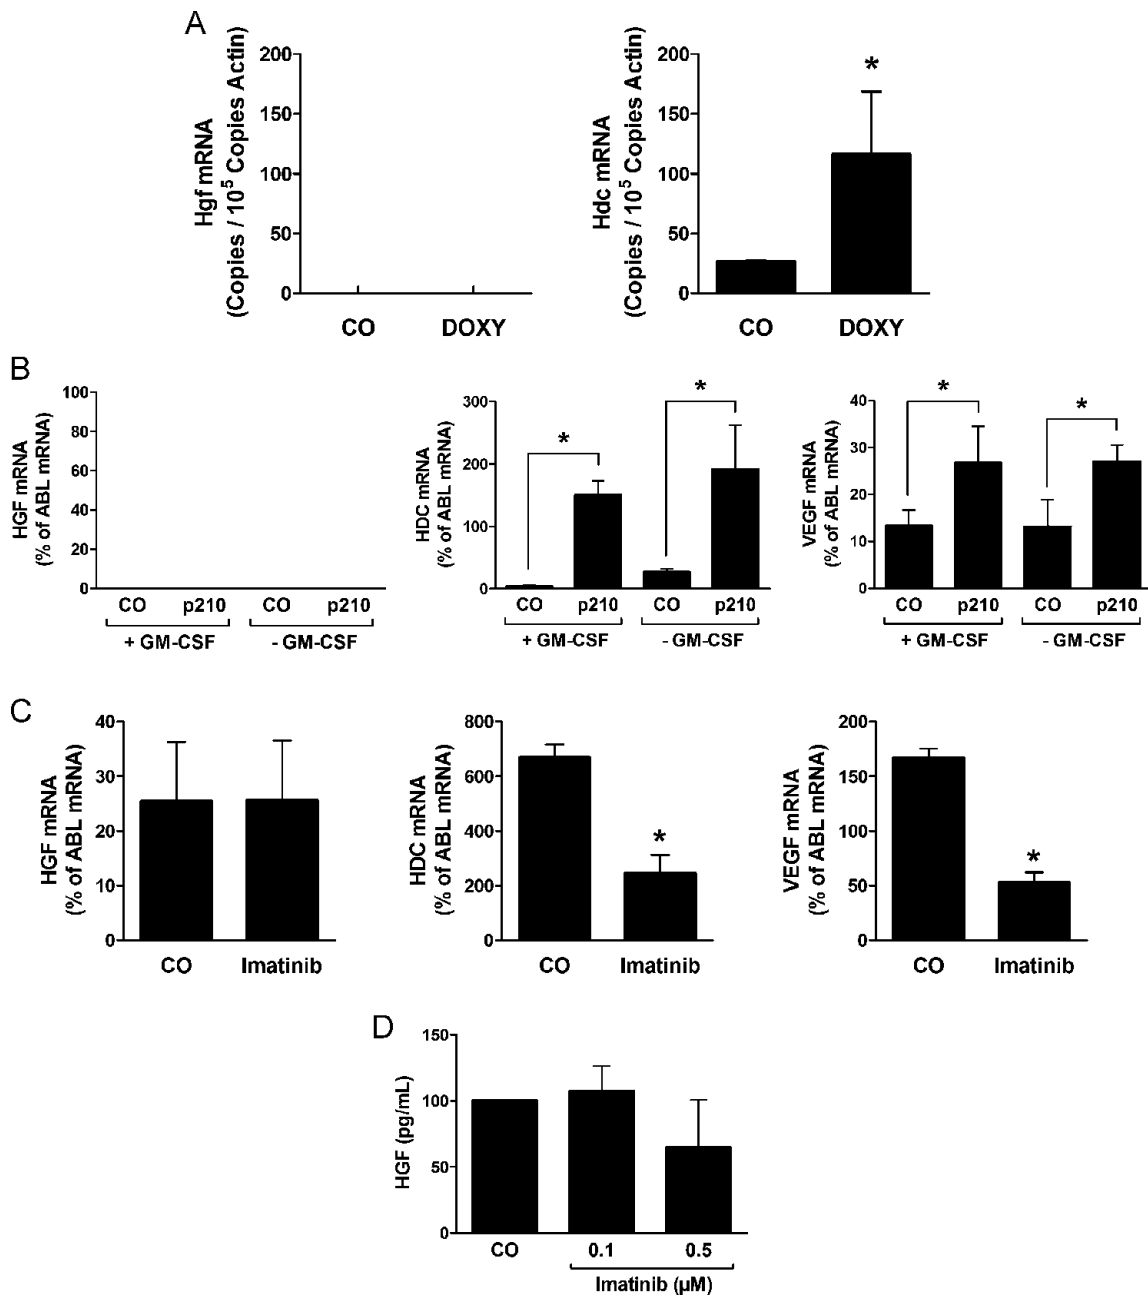 A
Hgf mRNA
(Copies / 10⁵ Copies Actin)
200
150
100
50
0
CO DOXY
Hdc mRNA
(Copies / 10⁵ Copies Actin)
200
150
100
50
0
*
CO DOXY
B
HGF mRNA
(% of ABL mRNA)
100
80
60
40
20
0
CO p210 CO p210
+ GM-CSF - GM-CSF
HDC mRNA
(% of ABL mRNA)
300
200
100
0
* *
CO p210 CO p210
+ GM-CSF - GM-CSF
VEGF mRNA
(% of ABL mRNA)
40
30
20
10
0
* *
CO p210 CO p210
+ GM-CSF - GM-CSF
C
HGF mRNA
(% of ABL mRNA)
40
30
20
10
0
CO Imatinib
HDC mRNA
(% of ABL mRNA)
800
600
400
200
0
*
CO Imatinib
VEGF mRNA
(% of ABL mRNA)
200
150
100
50
0
*
CO Imatinib
D
HGF (pg/mL)
150
100
50
0
CO 0.1 0.5
Imatinib (µM)